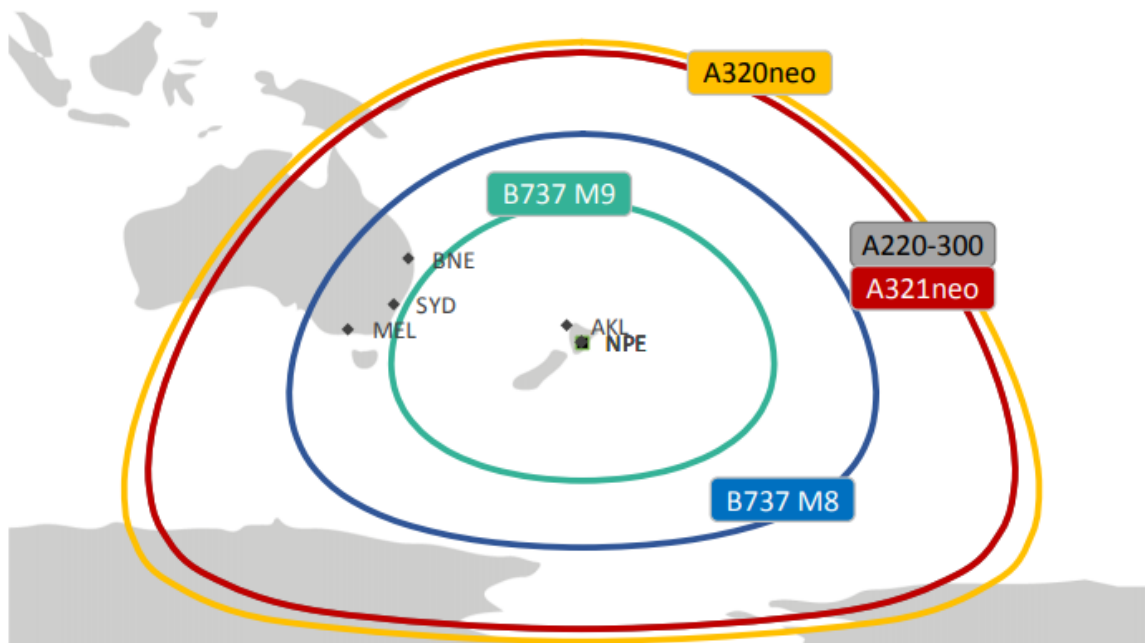 A320neo
B737 M9
A220-300
BNE
A321neo
SYD
AKL
MEL
NPE
B737 M8